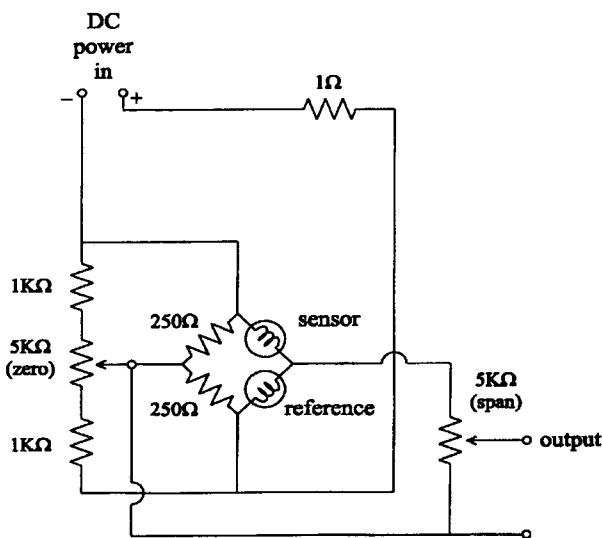 DC
power
in
− +
1Ω
1KΩ
250Ω
sensor
5KΩ
(zero)
5KΩ
(span)
250Ω
reference
output
1KΩ